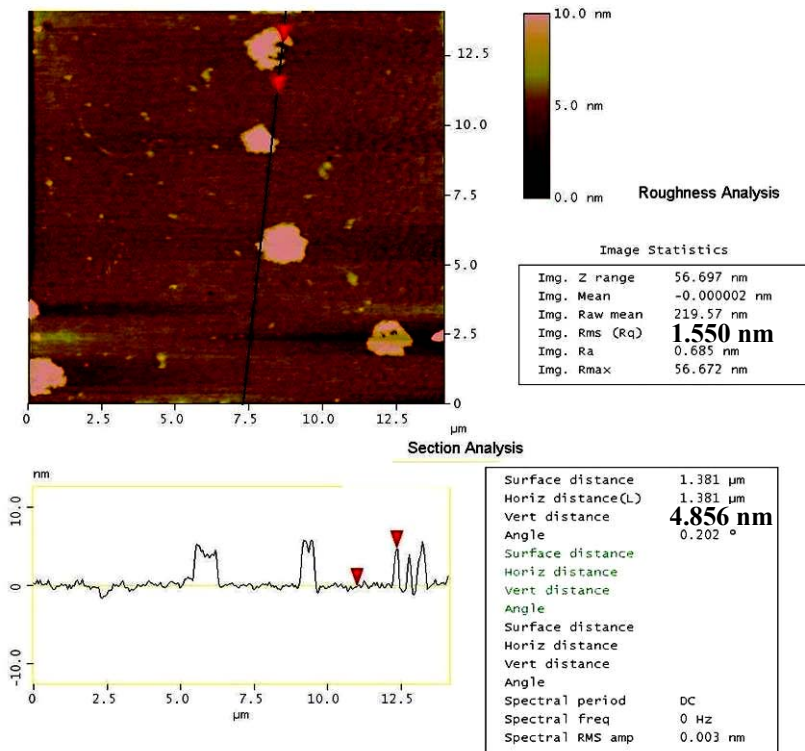 10.0 nm
5.0 nm
0.0 nm
12.5
10.0
7.5
5.0
2.5
0
0 2.5 5.0 7.5 10.0 12.5
µm
Roughness Analysis
Image Statistics
Img. Z range 56.697 nm
Img. Mean -0.000002 nm
Img. Raw mean 219.57 nm
Img. Rms (Rq) 1.550 nm
Img. Ra 0.685 nm
Img. Rmax 56.672 nm
Section Analysis
nm
10.0
0
-10.0
0 2.5 5.0 7.5 10.0 12.5
µm
Surface distance 1.381 µm
Horiz distance(L) 1.381 µm
Vert distance 4.856 nm
Angle 0.202 °
Surface distance
Horiz distance
Vert distance
Angle
Surface distance
Horiz distance
Vert distance
Angle
Spectral period DC
Spectral freq 0 Hz
Spectral RMS amp 0.003 nm